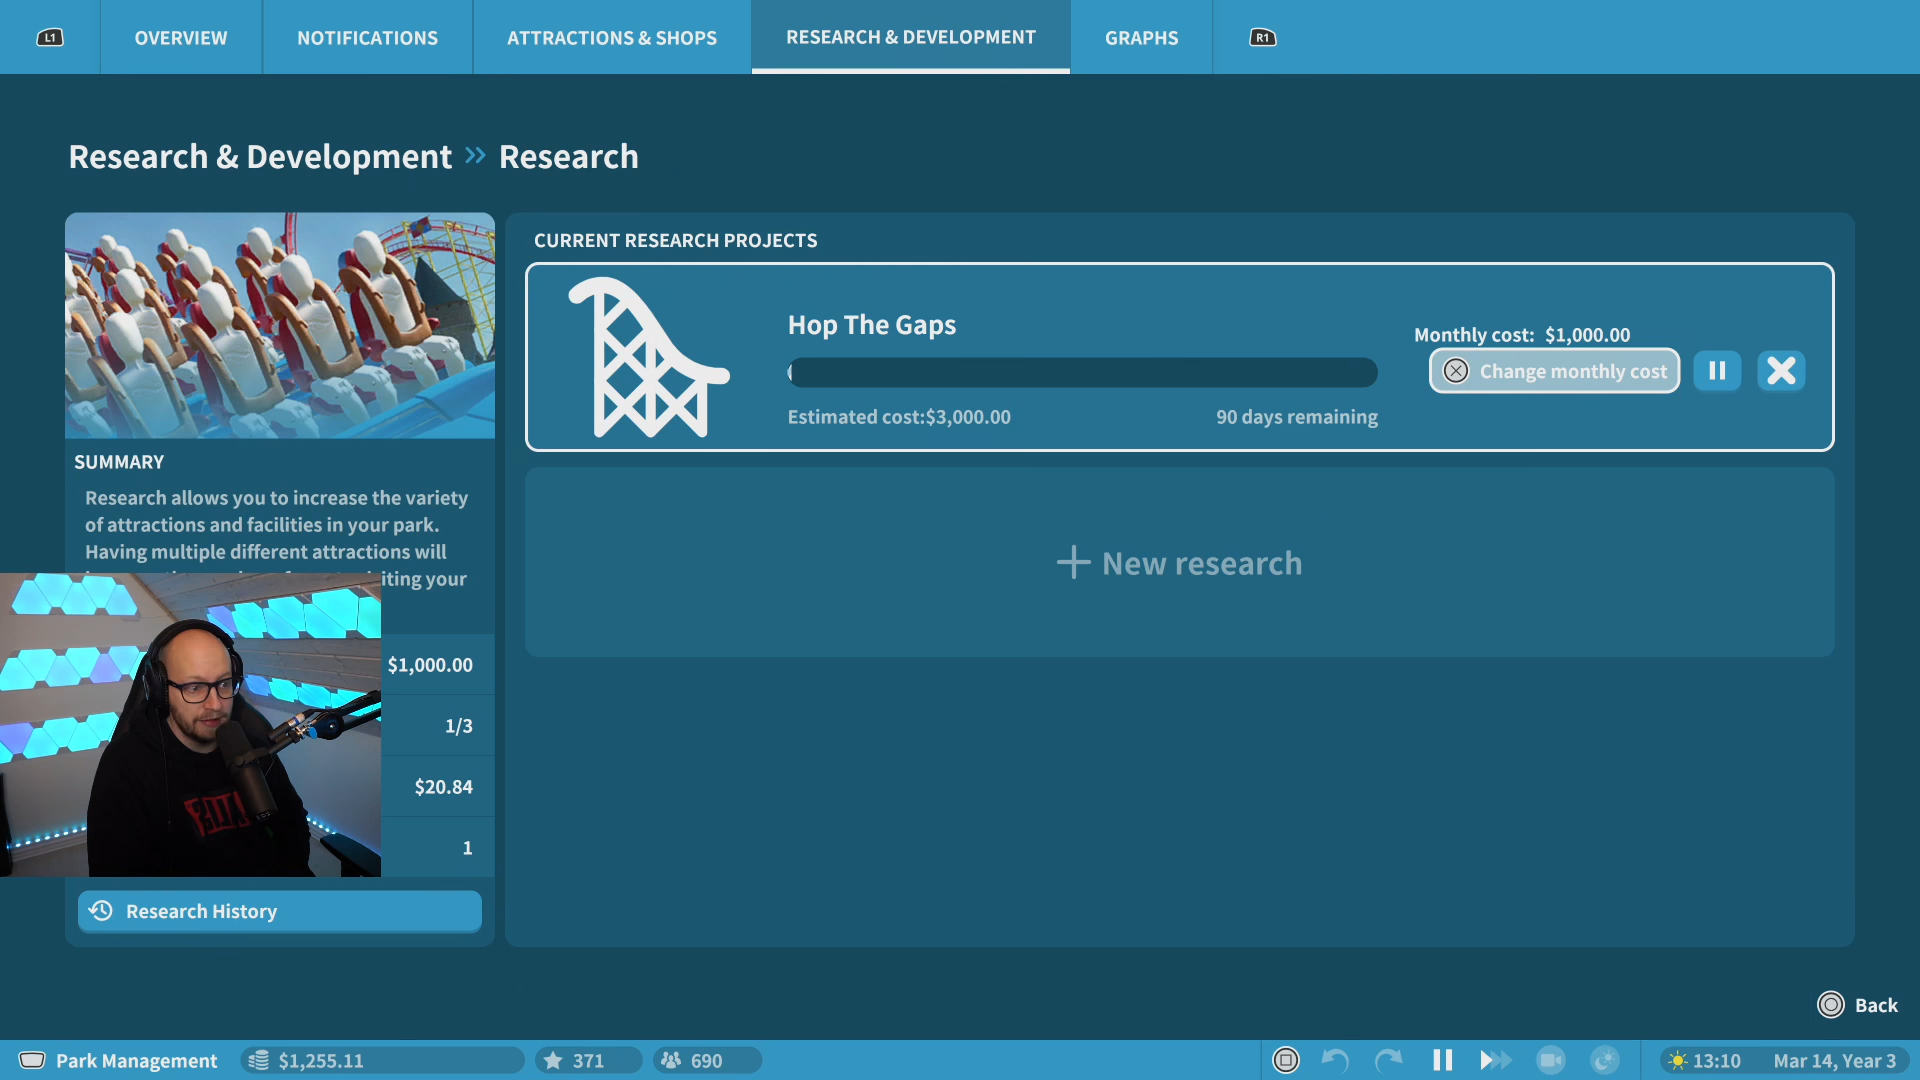 L1
OVERVIEW
NOTIFICATIONS
ATTRACTIONS & SHOPS
RESEARCH & DEVELOPMENT
GRAPHS
R1
Research & Development » Research
SUMMARY
Research allows you to increase the variety
of attractions and facilities in your park.
Having multiple different attractions will
iting your
$1,000.00
1/3
$20.84
1
Research History
CURRENT RESEARCH PROJECTS
Hop The Gaps
Estimated cost:$3,000.00
90 days remaining
Monthly cost: $1,000.00
Change monthly cost
+ New research
Back
Park Management
$1,255.11
371
690
13:10
Mar 14, Year 3